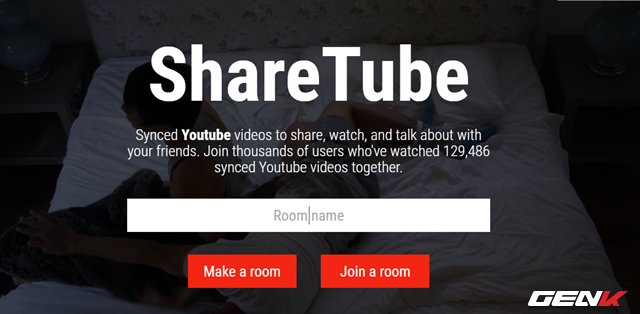 ShareTube
Synced Youtube videos to share, watch, and talk about with
your friends. Join thousands of users who've watched 129,486
synced Youtube videos together.
Room name
Make a room
Join a room
GENK